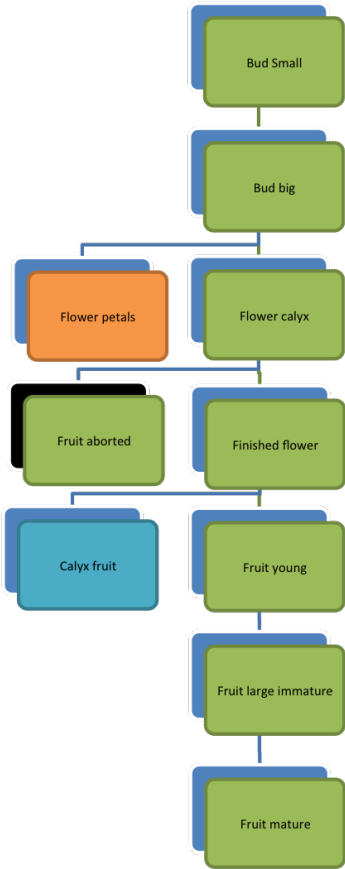 Bud Small
Bud big
Flower petals
Flower calyx
Fruit aborted
Finished flower
Calyx fruit
Fruit young
Fruit large immature
Fruit mature